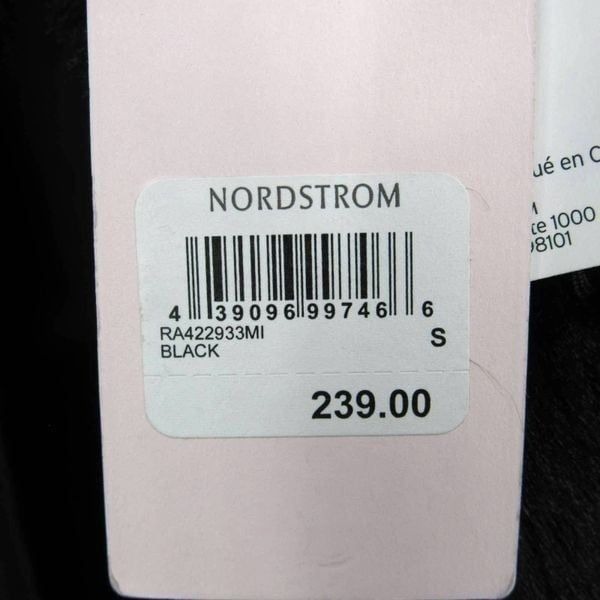 NORDSTROM
4 39096 99746 6
RA422933MI
BLACK
S
239.00
ué en C
te 1000
98101